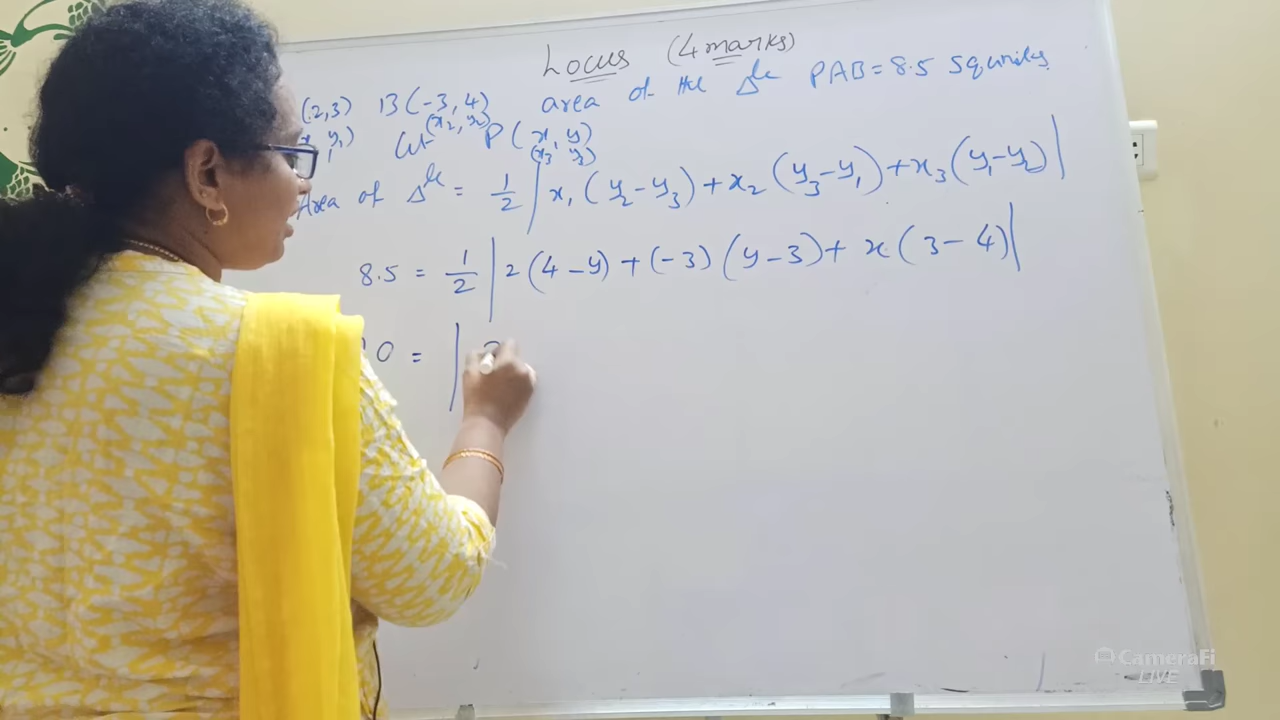 Locus (4 marks)
(2,3) B(-3,4) area of the Δle PAB = 8.5 Squnits
y₁) (x₂, y₂) Let P(x, y)
(x₃ y₃)
Area of Δle = 1/2 | x₁ (y₂-y₃) + x₂ (y₃-y₁) + x₃ (y₁-y₂) |
8.5 = 1/2 | 2(4-y) + (-3) (y-3) + x (3-4) |
0 = |
CameraFi
LIVE